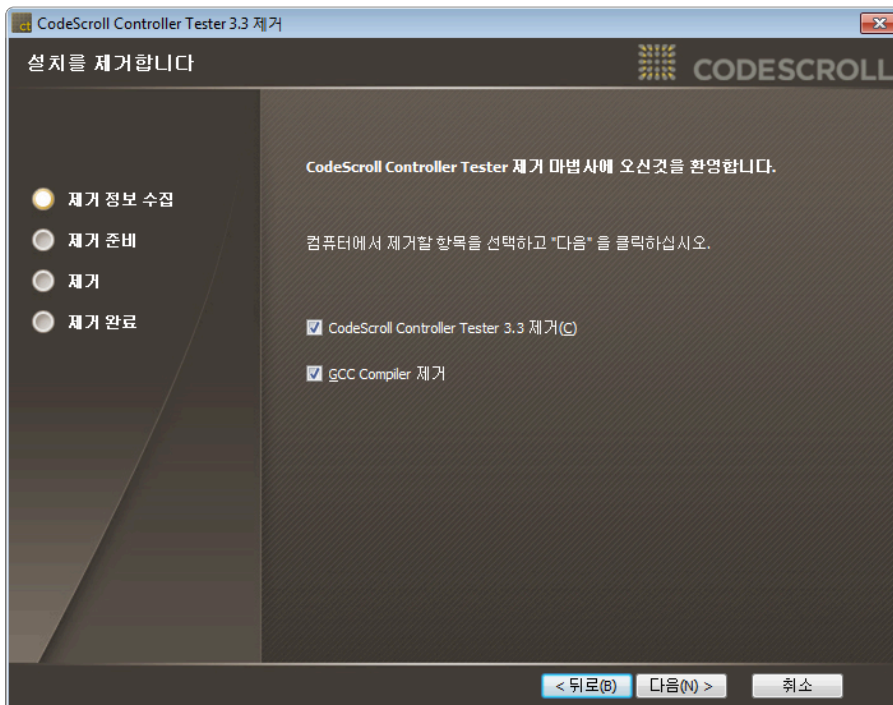 ct CodeScroll Controller Tester 3.3 제거
설치를 제거합니다
CODESCROLL
CodeScroll Controller Tester 제거 마법사에 오신것을 환영합니다.
제거 정보 수집
제거 준비
컴퓨터에서 제거할 항목을 선택하고 "다음" 을 클릭하십시오.
제거
제거 완료
CodeScroll Controller Tester 3.3 제거(C)
GCC Compiler 제거
< 뒤로(B) 다음(N) > 취소